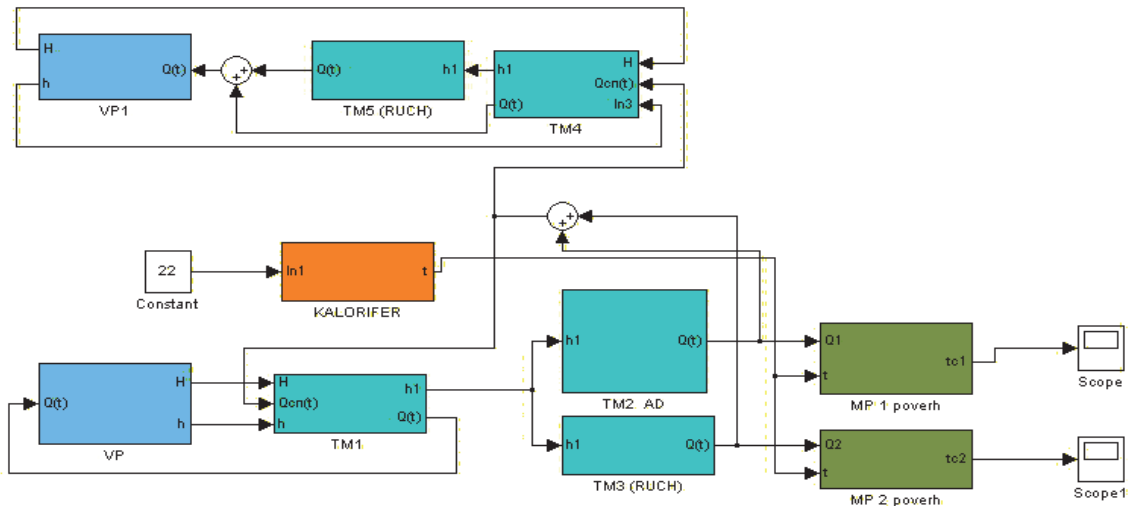 H
h
Q(t)
VP1
+
+
Q(t)
h1
TM5 (RUCH)
h1
Q(t)
H
Qcn(t)
In3
TM4
+
+
22
Constant
In1
t
KALORIFER
Q(t)
H
h
VP
H
Qcn(t)
h
h1
Q(t)
TM1
h1
Q(t)
TM2 AD
h1
Q(t)
TM3 (RUCH)
Q1
t
tc1
MP 1 poverh
Scope
Q2
t
tc2
MP 2 poverh
Scope1